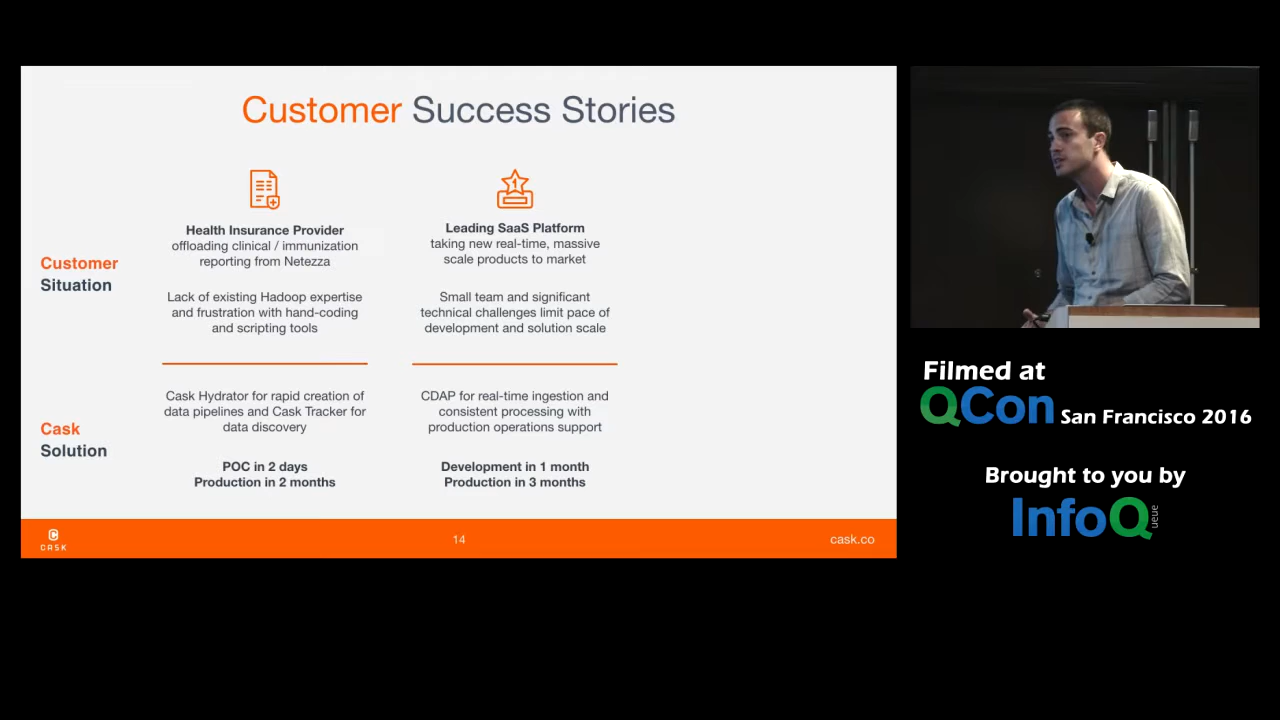 Customer Success Stories
Customer
Situation
Health Insurance Provider
offloading clinical / immunization
reporting from Netezza
Lack of existing Hadoop expertise
and frustration with hand-coding
and scripting tools
1
Leading SaaS Platform
taking new real-time, massive
scale products to market
Small team and significant
technical challenges limit pace of
development and solution scale
Cask
Solution
Cask Hydrator for rapid creation of
data pipelines and Cask Tracker for
data discovery
POC in 2 days
Production in 2 months
CDAP for real-time ingestion and
consistent processing with
production operations support
Development in 1 month
Production in 3 months
CASK
14
cask.co
Filmed at
QCon San Francisco 2016
Brought to you by
InfoQ
ueue